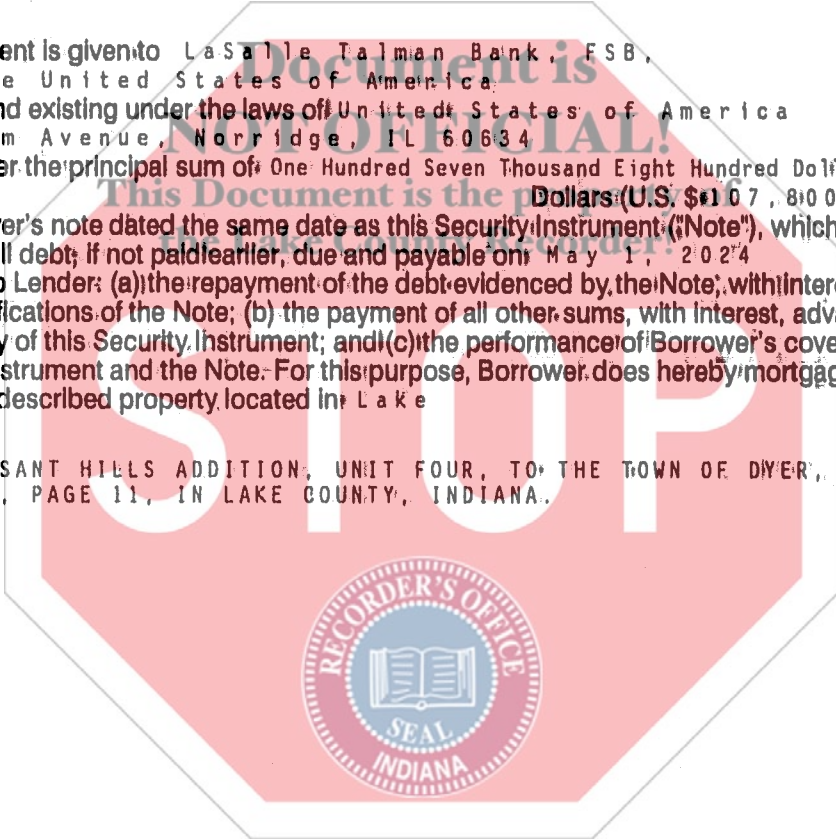 ent is given to LaSalle Talman Bank, FSB,
Document is
e United States of America
nd existing under the laws of United States of America
m Avenue, Norridge, IL 60634
NOT OFFICIAL!
er the principal sum of One Hundred Seven Thousand Eight Hundred Doll
This Document is the property of
Dollars (U.S. $107,800
er's note dated the same date as this Security Instrument ("Note"), which
the Lake County Recorder!
ll debt, if not paid earlier, due and payable on May 1, 2024
o Lender: (a) the repayment of the debt evidenced by the Note, with intere
fications of the Note; (b) the payment of all other sums, with interest, adva
y of this Security Instrument; and (c) the performance of Borrower's cove
strument and the Note. For this purpose, Borrower does hereby mortgag
described property located in Lake
SANT HILLS ADDITION, UNIT FOUR, TO THE TOWN OF DYER,
, PAGE 11, IN LAKE COUNTY, INDIANA.
STOP
RECORDER'S OFFICE
SEAL
INDIANA